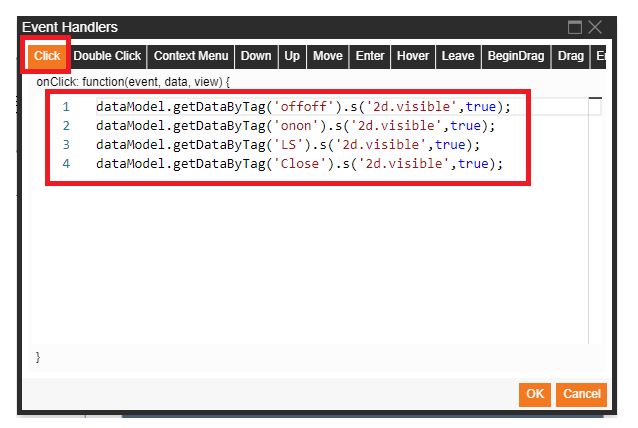 Event Handlers
Click Double Click Context Menu Down Up Move Enter Hover Leave BeginDrag Drag
onClick: function(event, data, view) {
1 dataModel.getDataByTag('offoff').s('2d.visible',true);
2 dataModel.getDataByTag('onon').s('2d.visible',true);
3 dataModel.getDataByTag('LS').s('2d.visible',true);
4 dataModel.getDataByTag('Close').s('2d.visible',true);
}
OK Cancel